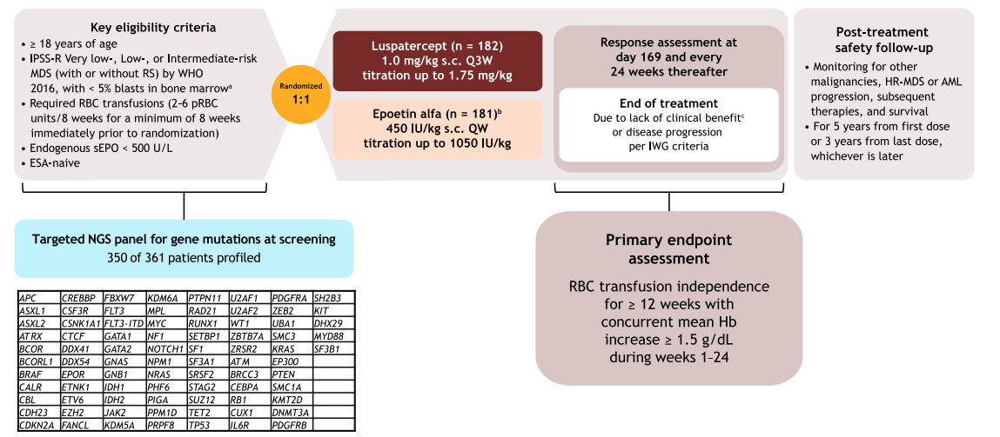 Key eligibility criteria
• ≥ 18 years of age
• IPSS-R Very low-, Low-, or Intermediate-risk
MDS (with or without RS) by WHO
2016, with < 5% blasts in bone marrowᵃ
• Required RBC transfusions (2–6 pRBC
units/8 weeks for a minimum of 8 weeks
immediately prior to randomization)
• Endogenous sEPO < 500 U/L
• ESA-naive
Randomized
1:1
Luspatercept (n = 182)
1.0 mg/kg s.c. Q3W
titration up to 1.75 mg/kg
Epoetin alfa (n = 181)ᵇ
450 IU/kg s.c. QW
titration up to 1050 IU/kg
Response assessment at
day 169 and every
24 weeks thereafter
End of treatment
Due to lack of clinical benefitᶜ
or disease progression
per IWG criteria
Post-treatment
safety follow-up
• Monitoring for other
malignancies, HR-MDS or AML
progression, subsequent
therapies, and survival
• For 5 years from first dose
or 3 years from last dose,
whichever is later
Targeted NGS panel for gene mutations at screening
350 of 361 patients profiled
APC CREBBP FBXW7 KDM6A PTPN11 U2AF1 PDGFRA SH2B3
ASXL1 CSF3R FLT3 MPL RAD21 U2AF2 ZEB2 KIT
ASXL2 CSNK1A1 FLT3-ITD MYC RUNX1 WT1 UBA1 DHX29
ATRX CTCF GATA1 NF1 SETBP1 ZBTB7A SMC3 MYD88
BCOR DDX41 GATA2 NOTCH1 SF1 ZRSR2 KRAS SF3B1
BCORL1 DDX54 GNAS NPM1 SF3A1 ATM EP300
BRAF EPOR GNB1 NRAS SRSF2 BRCC3 PTEN
CALR ETNK1 IDH1 PHF6 STAG2 CEBPA SMC1A
CBL ETV6 IDH2 PIGA SUZ12 RB1 KMT2D
CDH23 EZH2 JAK2 PPM1D TET2 CUX1 DNMT3A
CDKN2A FANCL KDM5A PRPF8 TP53 IL6R PDGFRB
Primary endpoint
assessment
RBC transfusion independence
for ≥ 12 weeks with
concurrent mean Hb
increase ≥ 1.5 g/dL
during weeks 1–24